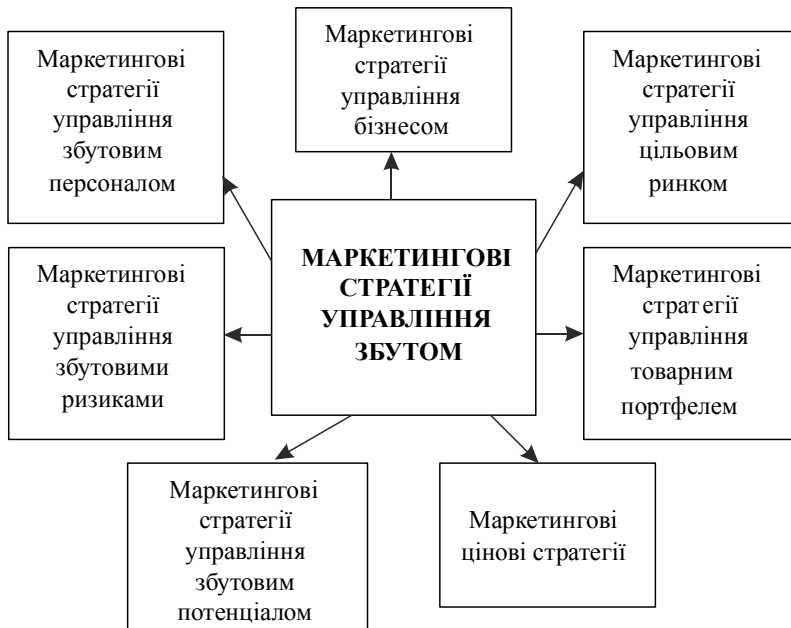 Маркетингові
стратегії
управління
збутовим
персоналом
Маркетингові
стратегії
управління
бізнесом
Маркетингові
стратегії
управління
цільовим
ринком
Маркетингові
стратегії
управління
збутовими
ризиками
МАРКЕТИНГОВІ
СТРАТЕГІЇ
УПРАВЛІННЯ
ЗБУТОМ
Маркетингові
стратегії
управління
товарним
портфелем
Маркетингові
стратегії
управління
збутовим
потенціалом
Маркетингові
цінові стратегії